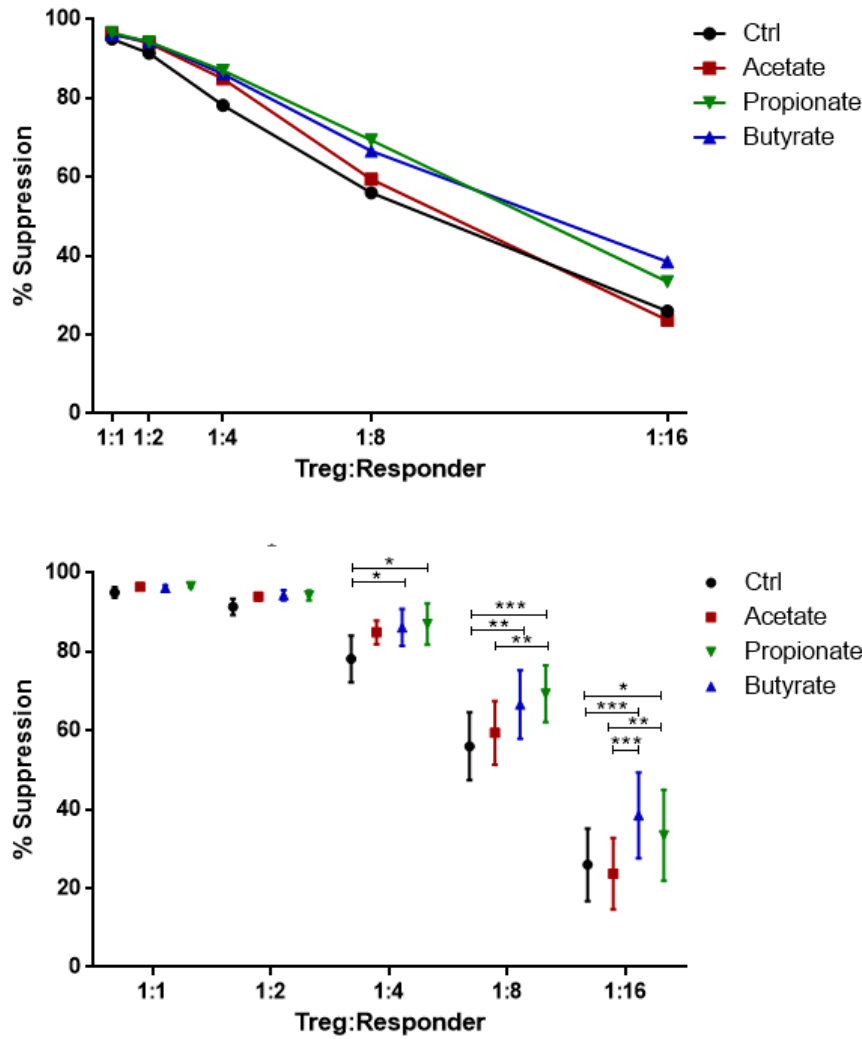 100
80
60
40
20
0
% Suppression
1:1 1:2 1:4 1:8 1:16
Treg:Responder
Ctrl
Acetate
Propionate
Butyrate
100
80
60
40
20
0
% Suppression
*
*
***
**
**
*
***
**
***
1:1 1:2 1:4 1:8 1:16
Treg:Responder
Ctrl
Acetate
Propionate
Butyrate